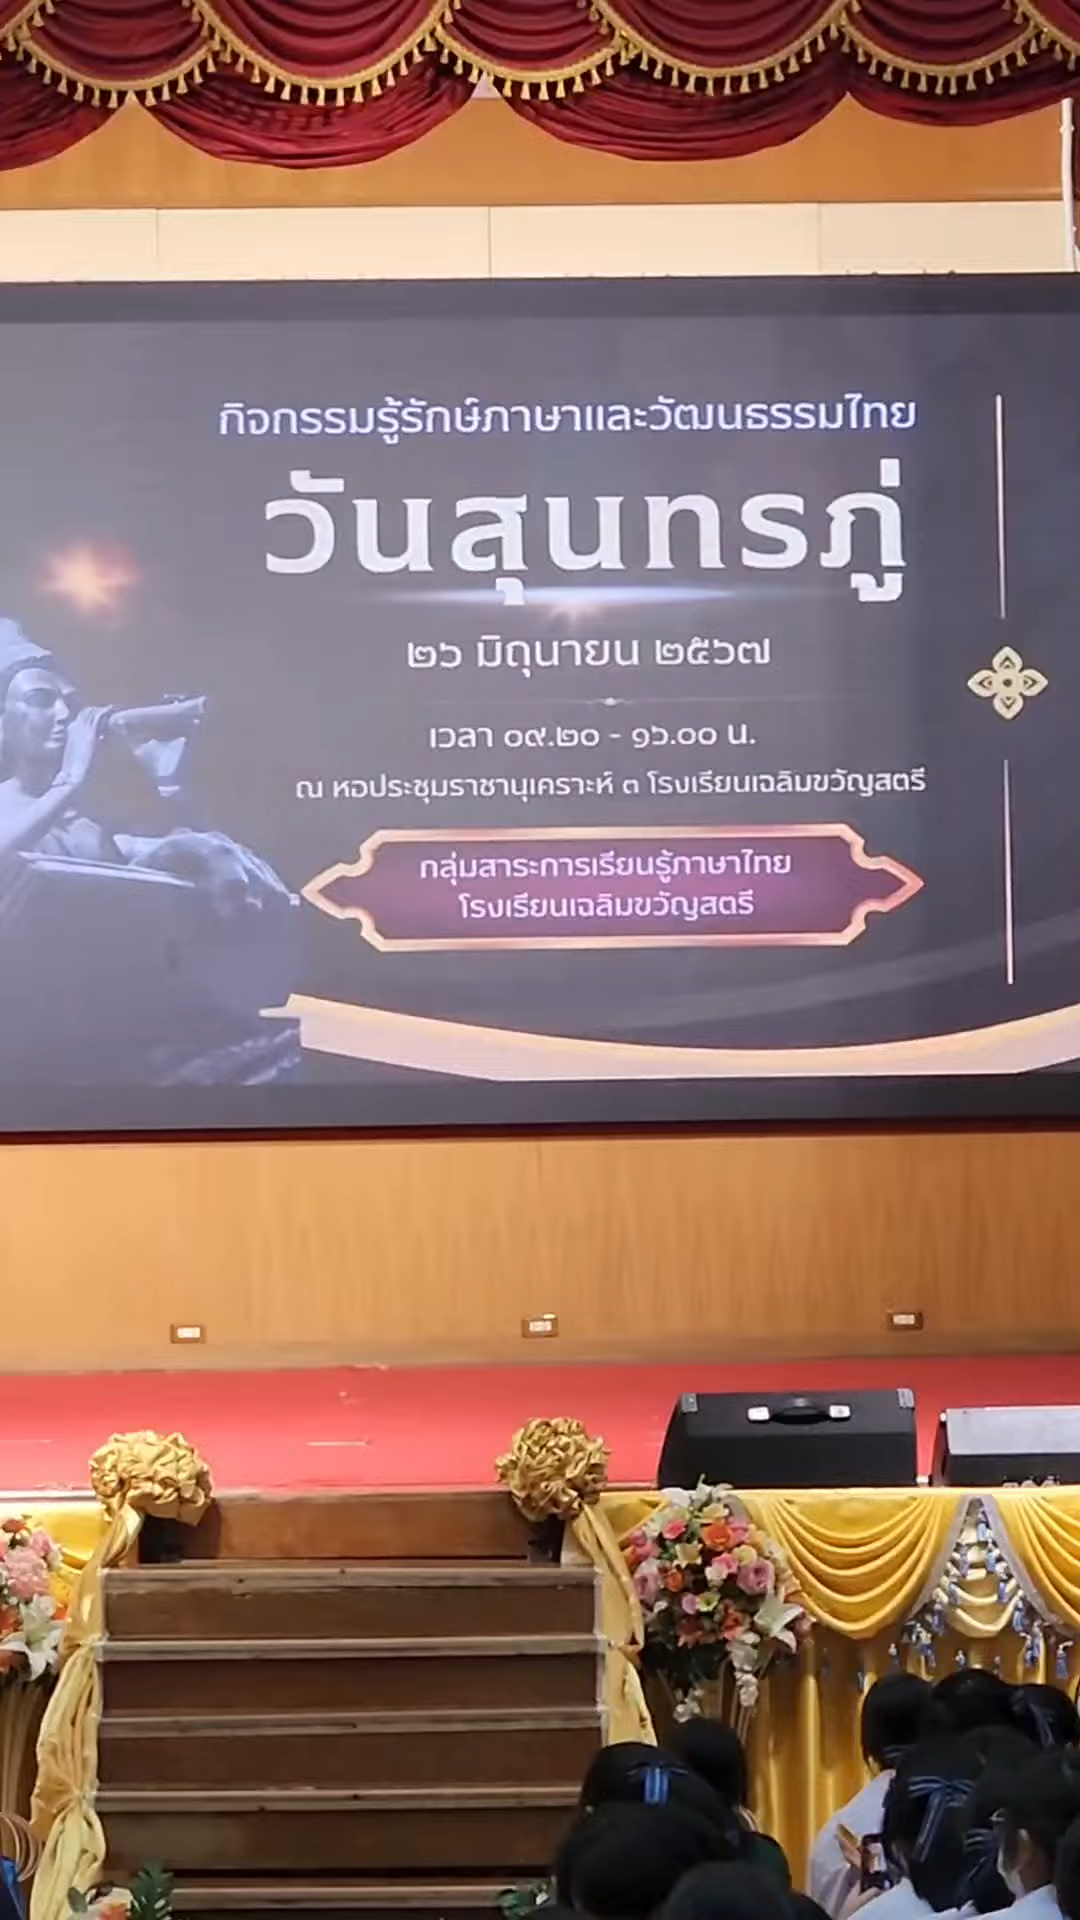 กิจกรรมรู้รักษ์ภาษาและวัฒนธรรมไทย
วันสุนทรภู่
๒๖ มิถุนายน ๒๕๖๗
เวลา ๐๙.๒๐ - ๑๖.๐๐ น.
ณ หอประชุมราชานุเคราะห์ ๓ โรงเรียนเฉลิมขวัญสตรี
กลุ่มสาระการเรียนรู้ภาษาไทย
โรงเรียนเฉลิมขวัญสตรี